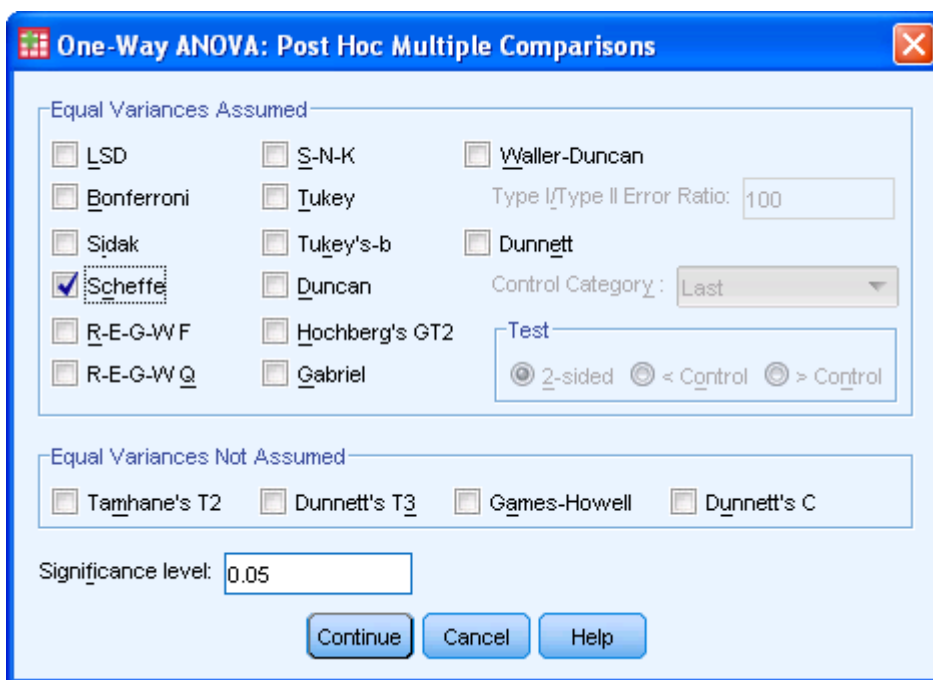 One-Way ANOVA: Post Hoc Multiple Comparisons
Equal Variances Assumed
LSD
S-N-K
Waller-Duncan
Bonferroni
Tukey
Type I/Type II Error Ratio: 100
Sidak
Tukey's-b
Dunnett
Scheffe
Duncan
Control Category : Last
R-E-G-W F
Hochberg's GT2
Test
R-E-G-W Q
Gabriel
2-sided
< Control
> Control
Equal Variances Not Assumed
Tamhane's T2
Dunnett's T3
Games-Howell
Dunnett's C
Significance level: 0.05
Continue
Cancel
Help